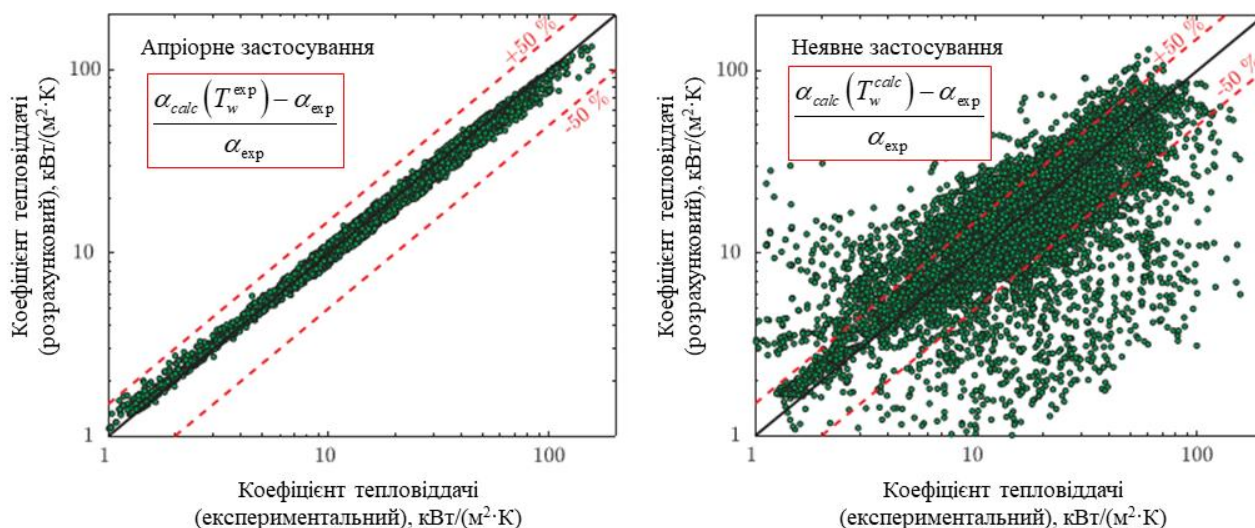 Апріорне застосування
α_calc (T_w^exp) − α_exp
α_exp
+50 %
-50 %
100
10
1
1
10
100
Коефіцієнт тепловіддачі
(розрахунковий), кВт/(м²·К)
Коефіцієнт тепловіддачі
(експериментальний), кВт/(м²·К)
Неявне застосування
α_calc (T_w^calc) − α_exp
α_exp
+50 %
-50 %
100
10
1
1
10
100
Коефіцієнт тепловіддачі
(розрахунковий), кВт/(м²·К)
Коефіцієнт тепловіддачі
(експериментальний), кВт/(м²·К)